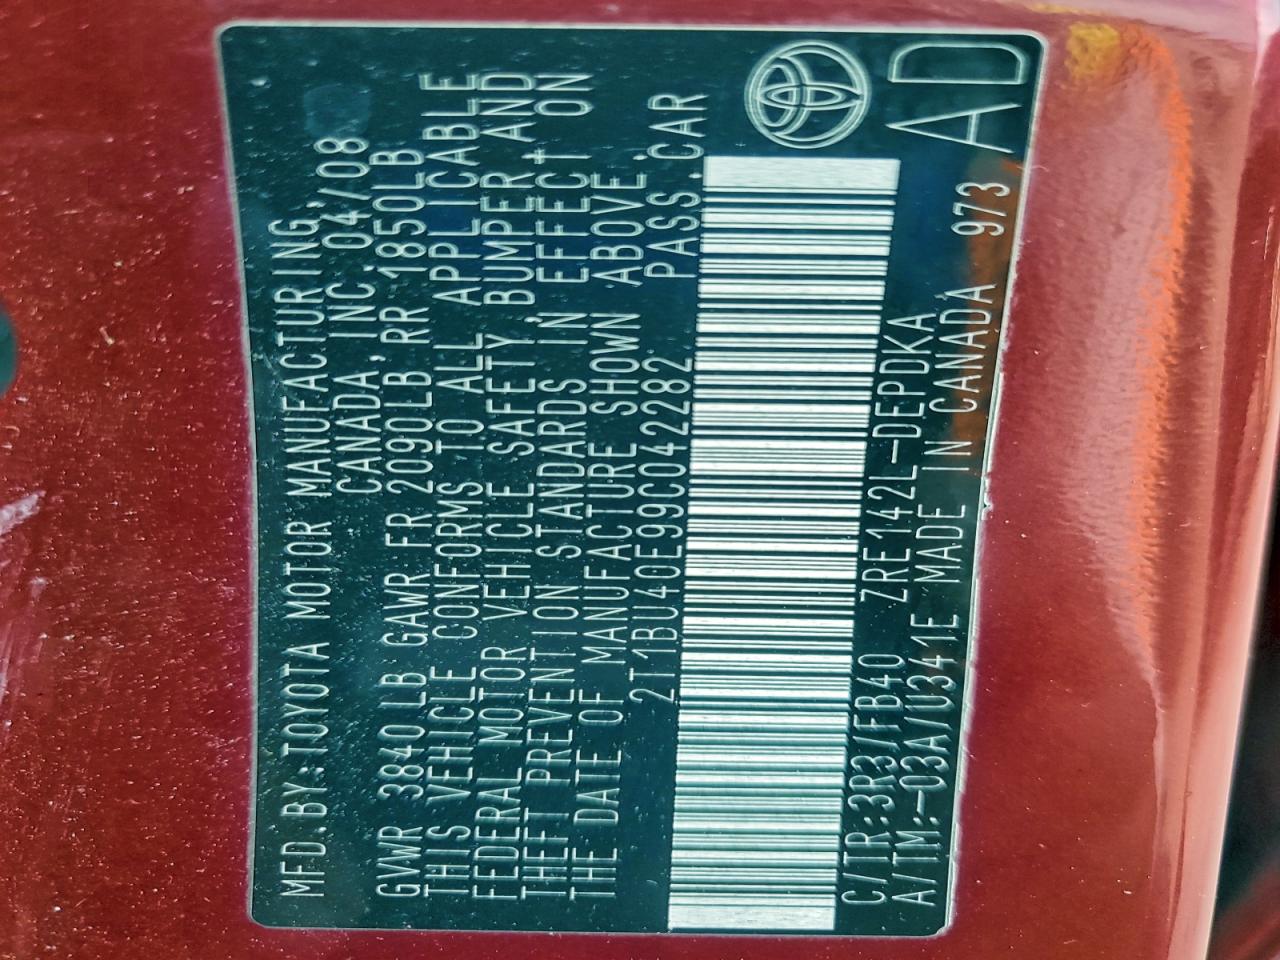 MFD.BY:TOYOTA MOTOR MANUFACTURING,
CANADA, INC. 04/08
GVWR 3840LB GAWR FR 2090LB RR 1850LB
THIS VEHICLE CONFORMS TO ALL APPLICABLE
FEDERAL MOTOR VEHICLE SAFETY, BUMPER, AND
THEFT PREVENTION STANDARDS IN EFFECT ON
THE DATE OF MANUFACTURE SHOWN ABOVE.
2T1BU40E99C042282 PASS.CAR
C/TR:3R3/FB40 ZRE142L-DEPDKA
A/TM:-03A/U341E MADE IN CANADA 973
AD